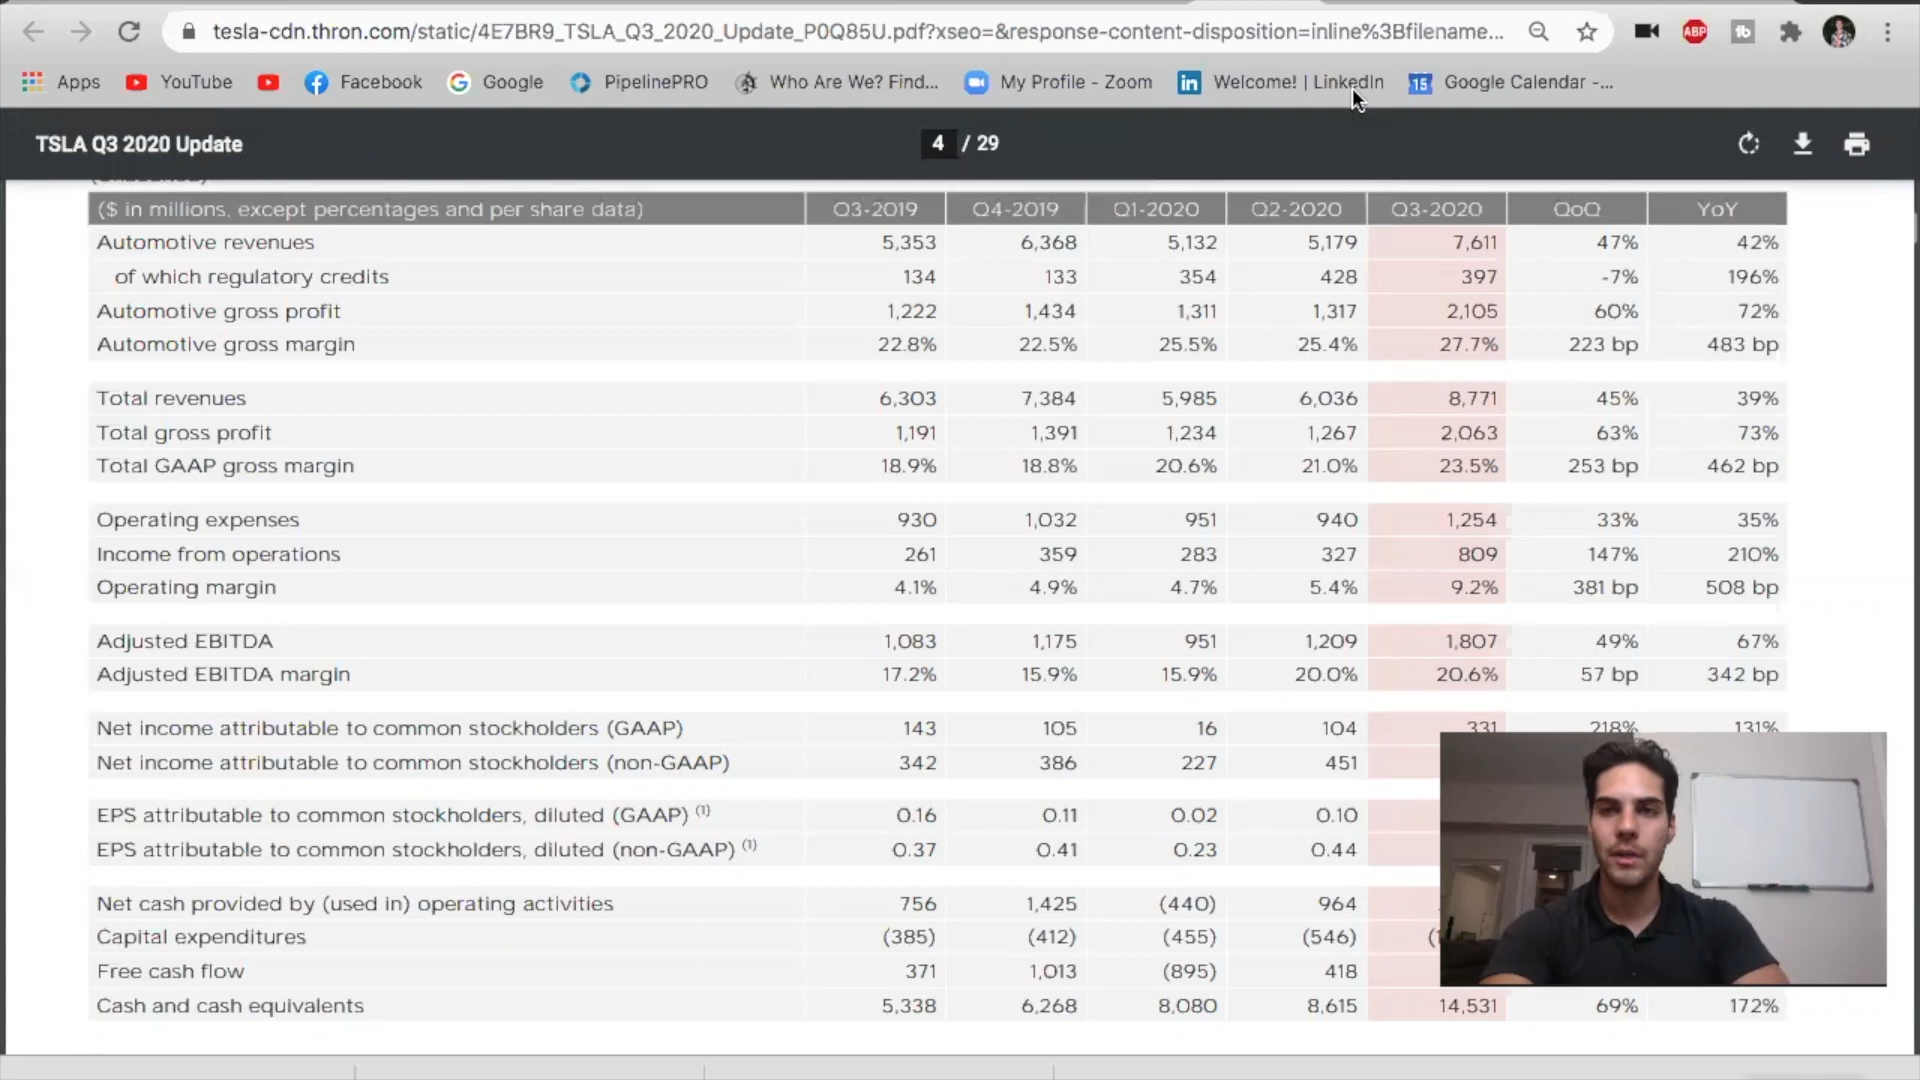 tesla-cdn.thron.com/static/4E7BR9_TSLA_Q3_2020_Update_P0Q85U.pdf?xseo=&response-content-disposition=inline%3Bfilename...
ABP
Apps YouTube Facebook Google PipelinePRO Who Are We? Find... My Profile - Zoom Welcome! | LinkedIn 15 Google Calendar -...
TSLA Q3 2020 Update 4 / 29
($ in millions, except percentages and per share data) Q3-2019 Q4-2019 Q1-2020 Q2-2020 Q3-2020 QoQ YoY
Automotive revenues 5,353 6,368 5,132 5,179 7,611 47% 42%
of which regulatory credits 134 133 354 428 397 -7% 196%
Automotive gross profit 1,222 1,434 1,311 1,317 2,105 60% 72%
Automotive gross margin 22.8% 22.5% 25.5% 25.4% 27.7% 223 bp 483 bp
Total revenues 6,303 7,384 5,985 6,036 8,771 45% 39%
Total gross profit 1,191 1,391 1,234 1,267 2,063 63% 73%
Total GAAP gross margin 18.9% 18.8% 20.6% 21.0% 23.5% 253 bp 462 bp
Operating expenses 930 1,032 951 940 1,254 33% 35%
Income from operations 261 359 283 327 809 147% 210%
Operating margin 4.1% 4.9% 4.7% 5.4% 9.2% 381 bp 508 bp
Adjusted EBITDA 1,083 1,175 951 1,209 1,807 49% 67%
Adjusted EBITDA margin 17.2% 15.9% 15.9% 20.0% 20.6% 57 bp 342 bp
Net income attributable to common stockholders (GAAP) 143 105 16 104 331 218% 131%
Net income attributable to common stockholders (non-GAAP) 342 386 227 451
EPS attributable to common stockholders, diluted (GAAP) (1) 0.16 0.11 0.02 0.10
EPS attributable to common stockholders, diluted (non-GAAP) (1) 0.37 0.41 0.23 0.44
Net cash provided by (used in) operating activities 756 1,425 (440) 964
Capital expenditures (385) (412) (455) (546)
Free cash flow 371 1,013 (895) 418
Cash and cash equivalents 5,338 6,268 8,080 8,615 14,531 69% 172%